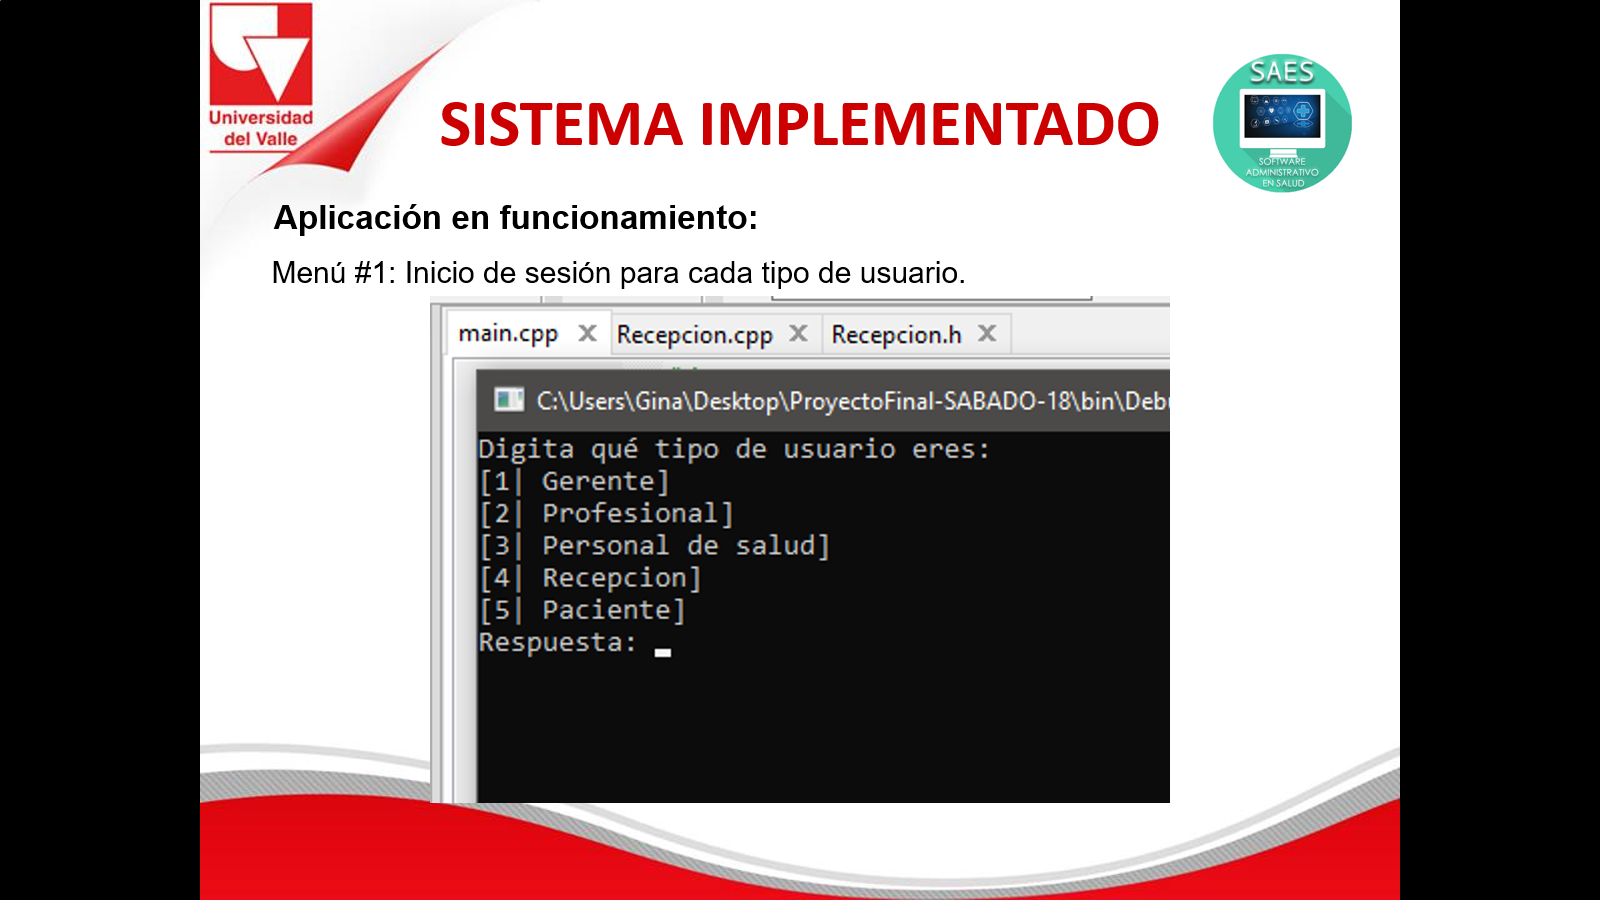 Universidad
del Valle
SISTEMA IMPLEMENTADO
SAES
SOFTWARE
ADMINISTRATIVO
EN SALUD
Aplicación en funcionamiento:
Menú #1: Inicio de sesión para cada tipo de usuario.
main.cpp X Recepcion.cpp X Recepcion.h X
C:\Users\Gina\Desktop\ProyectoFinal-SABADO-18\bin\Debu
Digita qué tipo de usuario eres:
[1| Gerente]
[2| Profesional]
[3| Personal de salud]
[4| Recepcion]
[5| Paciente]
Respuesta: _